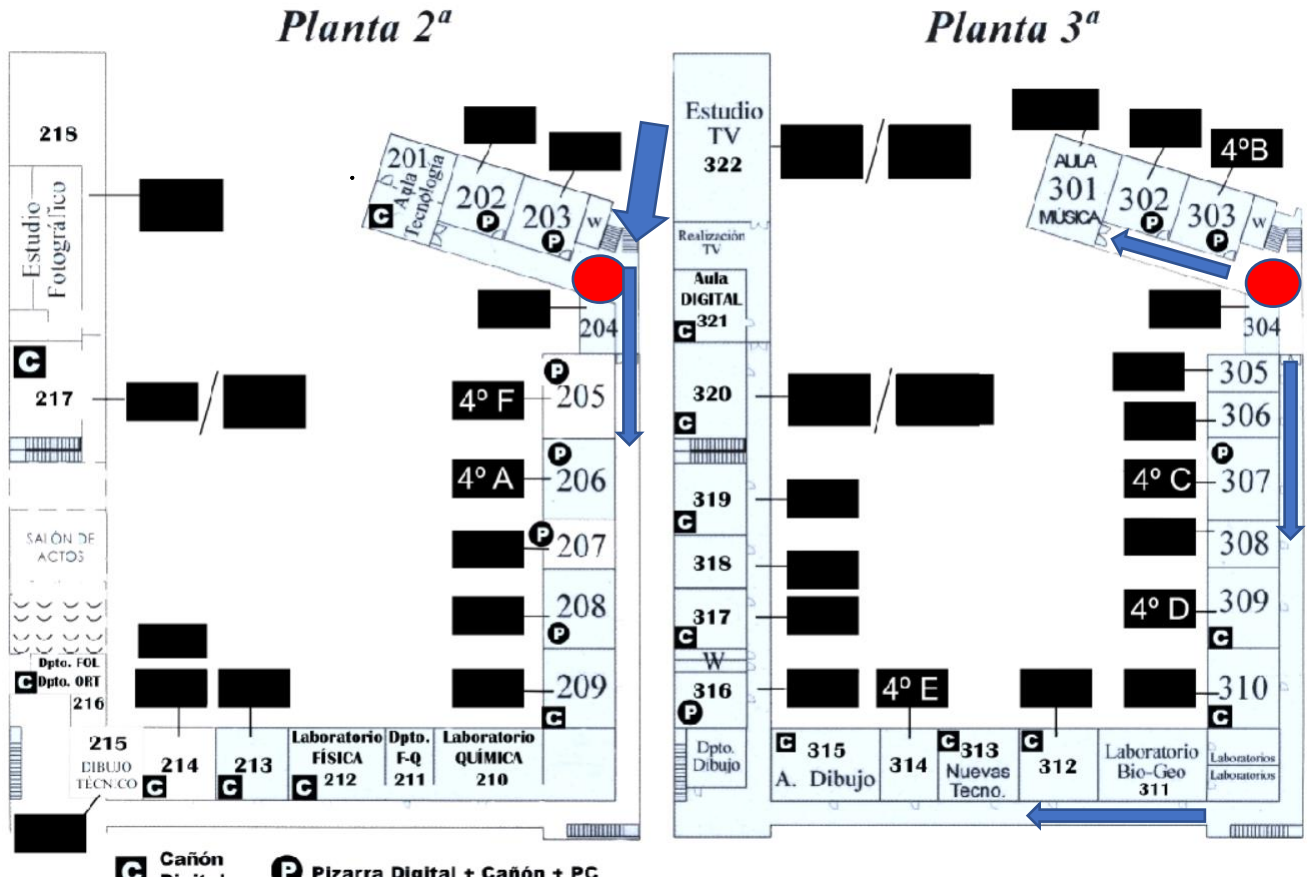 Planta 2ª
218
Estudio
Fotográfico
C
217
SALÓN DE
ACTOS
Dpto. FOL
C Dpto. ORT
216
215
DIBUJO
TÉCNICO
214
C
213
C
Laboratorio
FÍSICA
C 212
Dpto.
F-Q
211
Laboratorio
QUÍMICA
210
201
Aula
Tecnología
C
202
P
203
P
W
204
P
4º F
205
P
4º A
206
P
207
208
P
209
C
C Cañón
P Pizarra Digital + Cañón + PC
Planta 3ª
Estudio
TV
322
Realización
TV
Aula
DIGITAL
C 321
320
C
319
C
318
317
C
W
316
P
Dpto.
Dibujo
C 315
A. Dibujo
4º E
314
C 313
Nuevas
Tecno.
C
312
Laboratorio
Bio-Geo
311
Laboratorios
Laboratorios
AULA
301
MÚSICA
302
P
4ºB
303
P
W
304
305
306
P
4º C
307
308
4º D
309
C
310
C